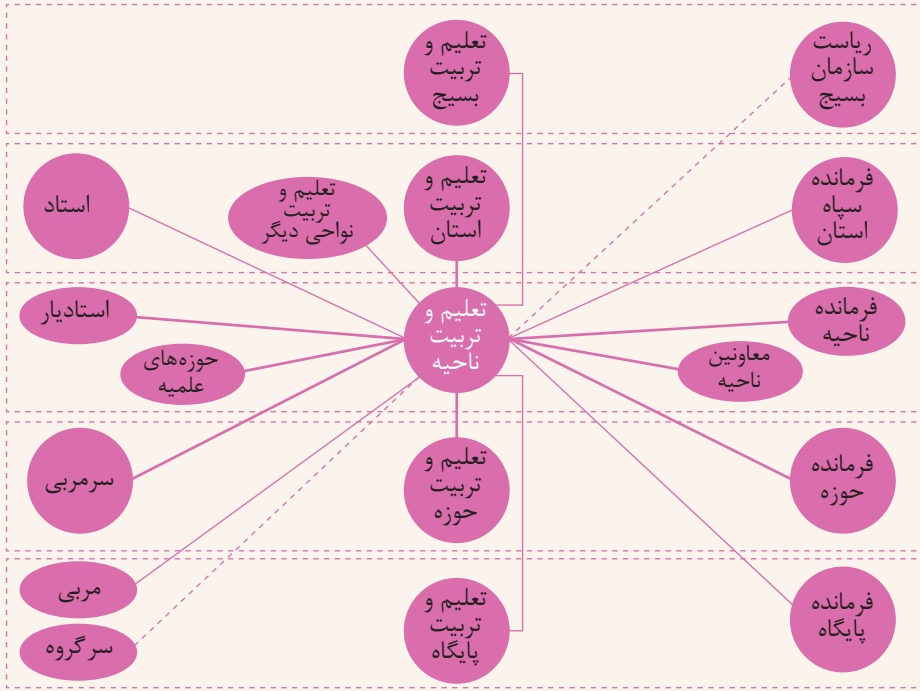 ریاست
سازمان
بسیج
تعلیم و
تربیت
بسیج
فرمانده
سپاه
استان
تعلیم و
تربیت
استان
تعلیم و
تربیت
نواحی دیگر
استاد
فرمانده
ناحیه
معاونین
ناحیه
تعلیم و
تربیت
ناحیه
استادیار
حوزه‌های
علمیه
فرمانده
حوزه
تعلیم و
تربیت
حوزه
سرمربی
فرمانده
پایگاه
تعلیم و
تربیت
پایگاه
مربی
سر گروه